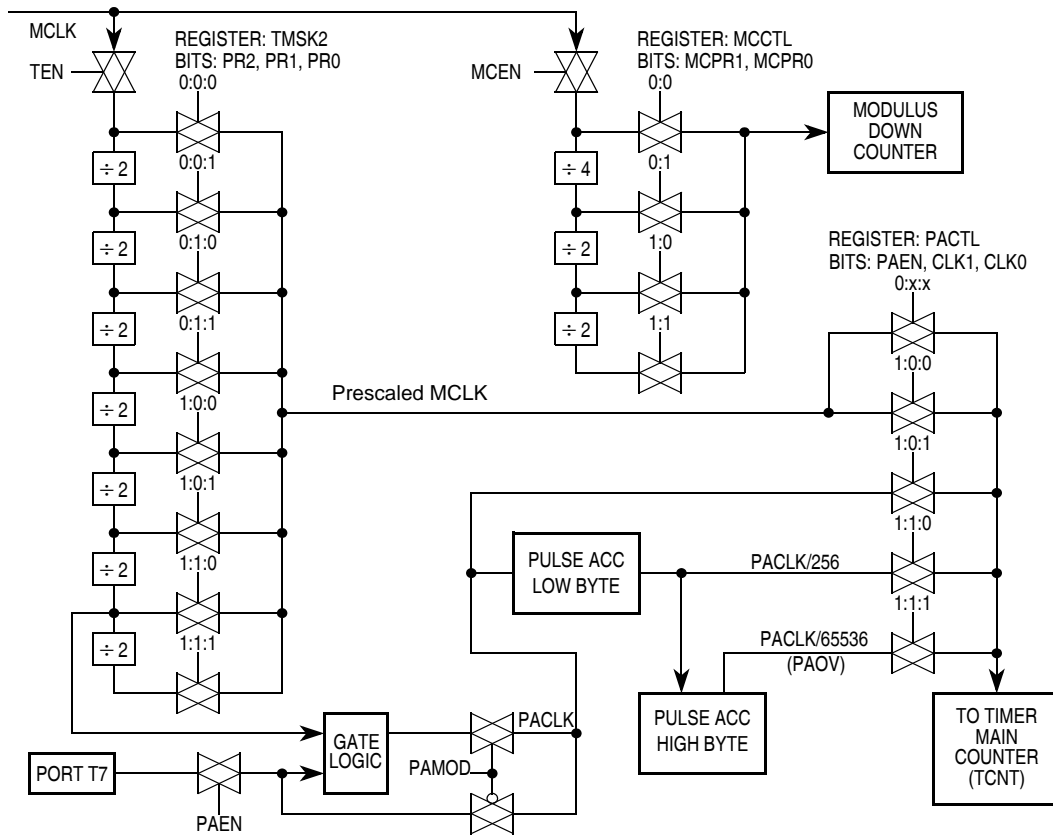 MCLK
TEN
REGISTER: TMSK2
BITS: PR2, PR1, PR0
0:0:0
0:0:1
0:1:0
0:1:1
1:0:0
1:0:1
1:1:0
1:1:1
÷ 2
÷ 2
÷ 2
÷ 2
÷ 2
÷ 2
÷ 2
MCEN
REGISTER: MCCTL
BITS: MCPR1, MCPR0
0:0
0:1
1:0
1:1
÷ 4
÷ 2
÷ 2
MODULUS
DOWN
COUNTER
REGISTER: PACTL
BITS: PAEN, CLK1, CLK0
0:x:x
1:0:0
1:0:1
1:1:0
1:1:1
Prescaled MCLK
PULSE ACC
LOW BYTE
PACLK/256
PACLK/65536
(PAOV)
PULSE ACC
HIGH BYTE
TO TIMER
MAIN
COUNTER
(TCNT)
PORT T7
PAEN
GATE
LOGIC
PACLK
PAMOD